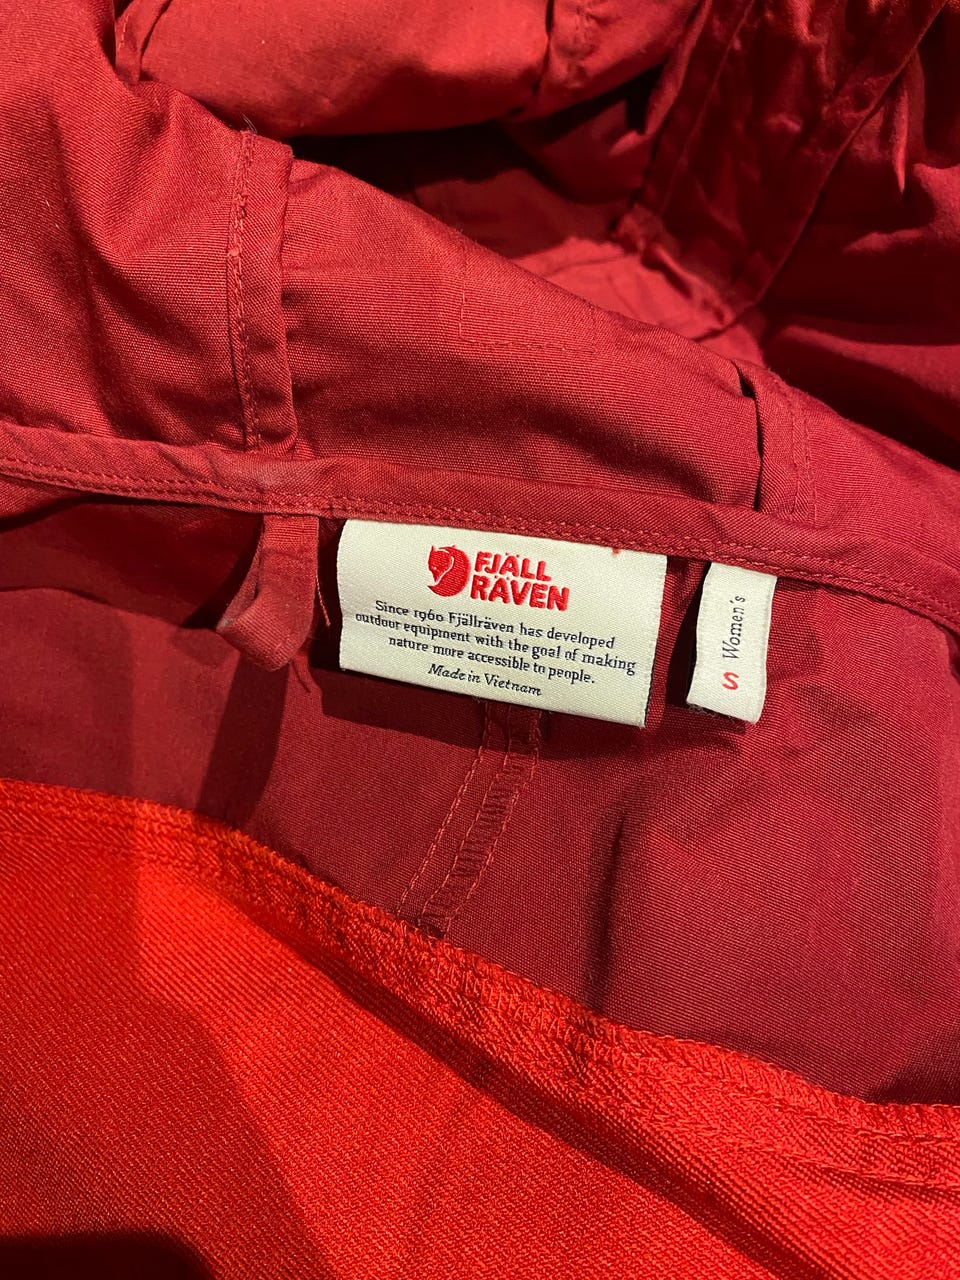 FJÄLL
RÄVEN
Since 1960 Fjällräven has developed
outdoor equipment with the goal of making
nature more accessible to people.
Made in Vietnam
Women's
S